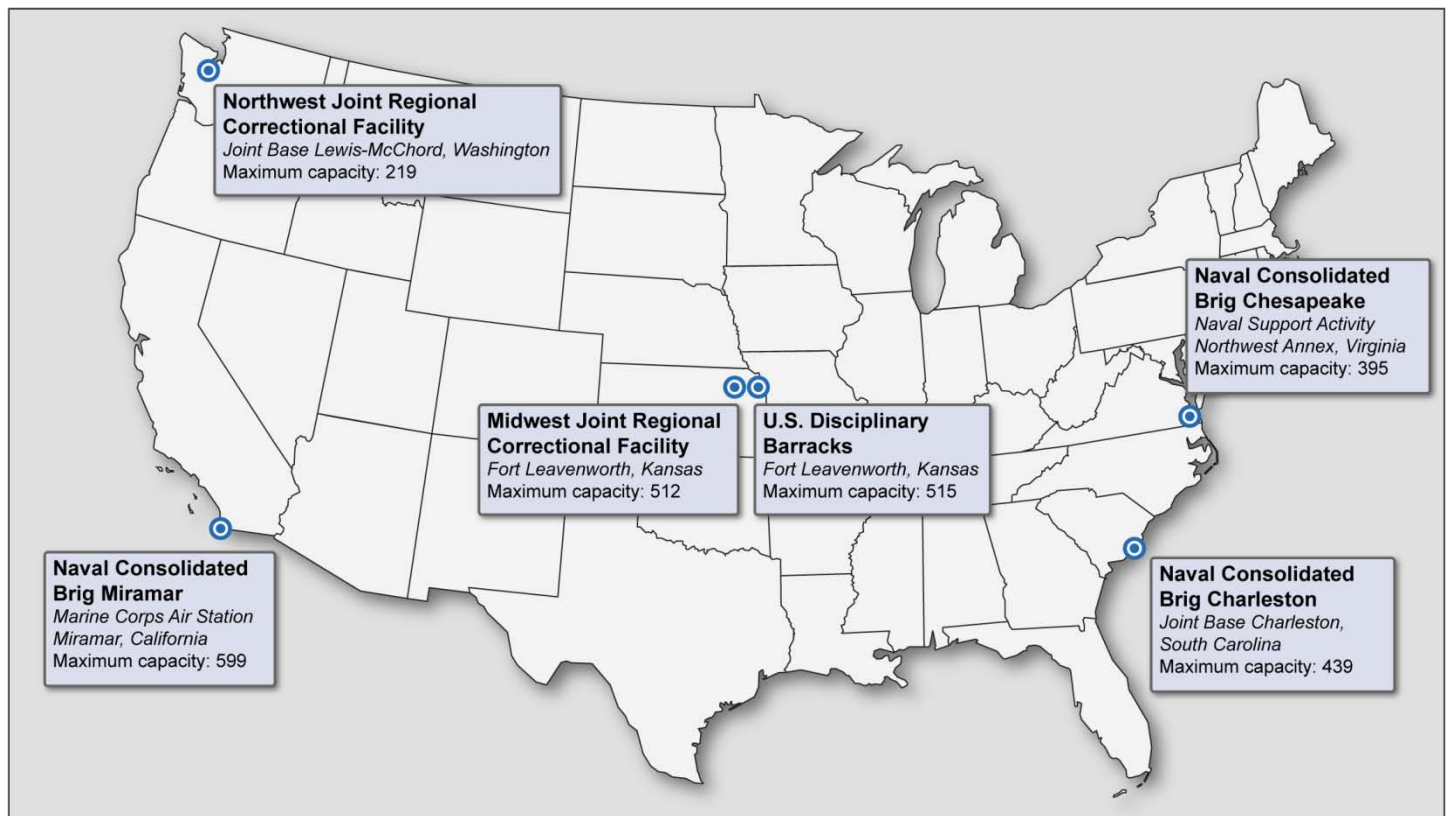 Northwest Joint Regional
Correctional Facility
Joint Base Lewis-McChord, Washington
Maximum capacity: 219
Naval Consolidated
Brig Chesapeake
Naval Support Activity
Northwest Annex, Virginia
Maximum capacity: 395
Midwest Joint Regional
Correctional Facility
Fort Leavenworth, Kansas
Maximum capacity: 512
U.S. Disciplinary
Barracks
Fort Leavenworth, Kansas
Maximum capacity: 515
Naval Consolidated
Brig Miramar
Marine Corps Air Station
Miramar, California
Maximum capacity: 599
Naval Consolidated
Brig Charleston
Joint Base Charleston,
South Carolina
Maximum capacity: 439